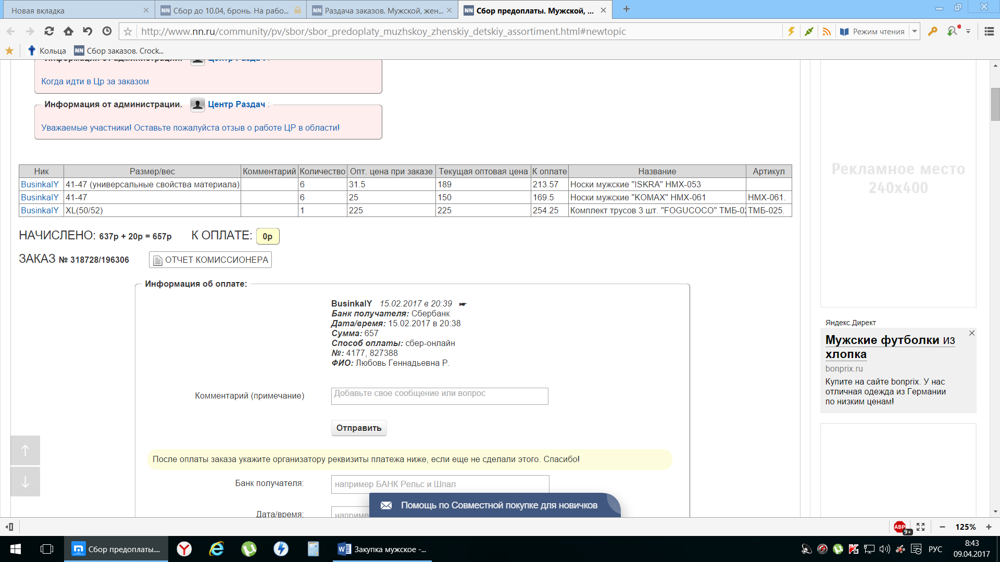 Новая вкладка
Сбор до 10.04, бронь. На рабо...
Раздача заказов. Мужской, жен...
Сбор предоплаты. Мужской, ...
http://www.nn.ru/community/pv/sbor/sbor_predoplaty_muzhskoy_zhenskiy_detskiy_assortiment.html#newtopic
Режим чтения
Кольца
Сбор заказов. Crock...
Информация от администрации. Центр Раздач :
Когда идти в Цр за заказом
Информация от администрации. Центр Раздач :
Уважаемые участники! Оставьте пожалуйста отзыв о работе ЦР в области!
Ник Размер/вес Комментарий Количество Опт. цена при заказе Текущая оптовая цена К оплате Название Артикул
BusinkalY 41-47 (универсальные свойства материала) 6 31.5 189 213.57 Носки мужские "ISKRA" НМХ-053
BusinkalY 41-47 6 25 150 169.5 Носки мужские "KOMAX" НМХ-061 НМХ-061.
BusinkalY XL(50/52) 1 225 225 254.25 Комплект трусов 3 шт. "FOGUCOCO" ТМБ-02 ТМБ-025.
НАЧИСЛЕНО: 637р + 20р = 657р К ОПЛАТЕ: 0р
ЗАКАЗ № 318728/196306 ОТЧЕТ КОМИССИОНЕРА
Информация об оплате:
BusinkalY 15.02.2017 в 20:39
Банк получателя: Сбербанк
Дата/время: 15.02.2017 в 20:38
Сумма: 657
Способ оплаты: сбер-онлайн
№: 4177, 827388
ФИО: Любовь Геннадьевна Р.
Комментарий (примечание) Добавьте свое сообщение или вопрос
Отправить
После оплаты заказа укажите организатору реквизиты платежа ниже, если еще не сделали этого. Спасибо!
Банк получателя: например БАНК Рельс и Шпал
Дата/время: наприме
Помощь по Совместной покупке для новичков
Рекламное место
240x400
Яндекс.Директ
Мужские футболки из
хлопка
bonprix.ru
Купите на сайте bonprix. У нас
отличная одежда из Германии
по низким ценам!
ABP
9+
125%
Сбор предоплаты....
Закупка мужское -...
РУС
8:43
09.04.2017